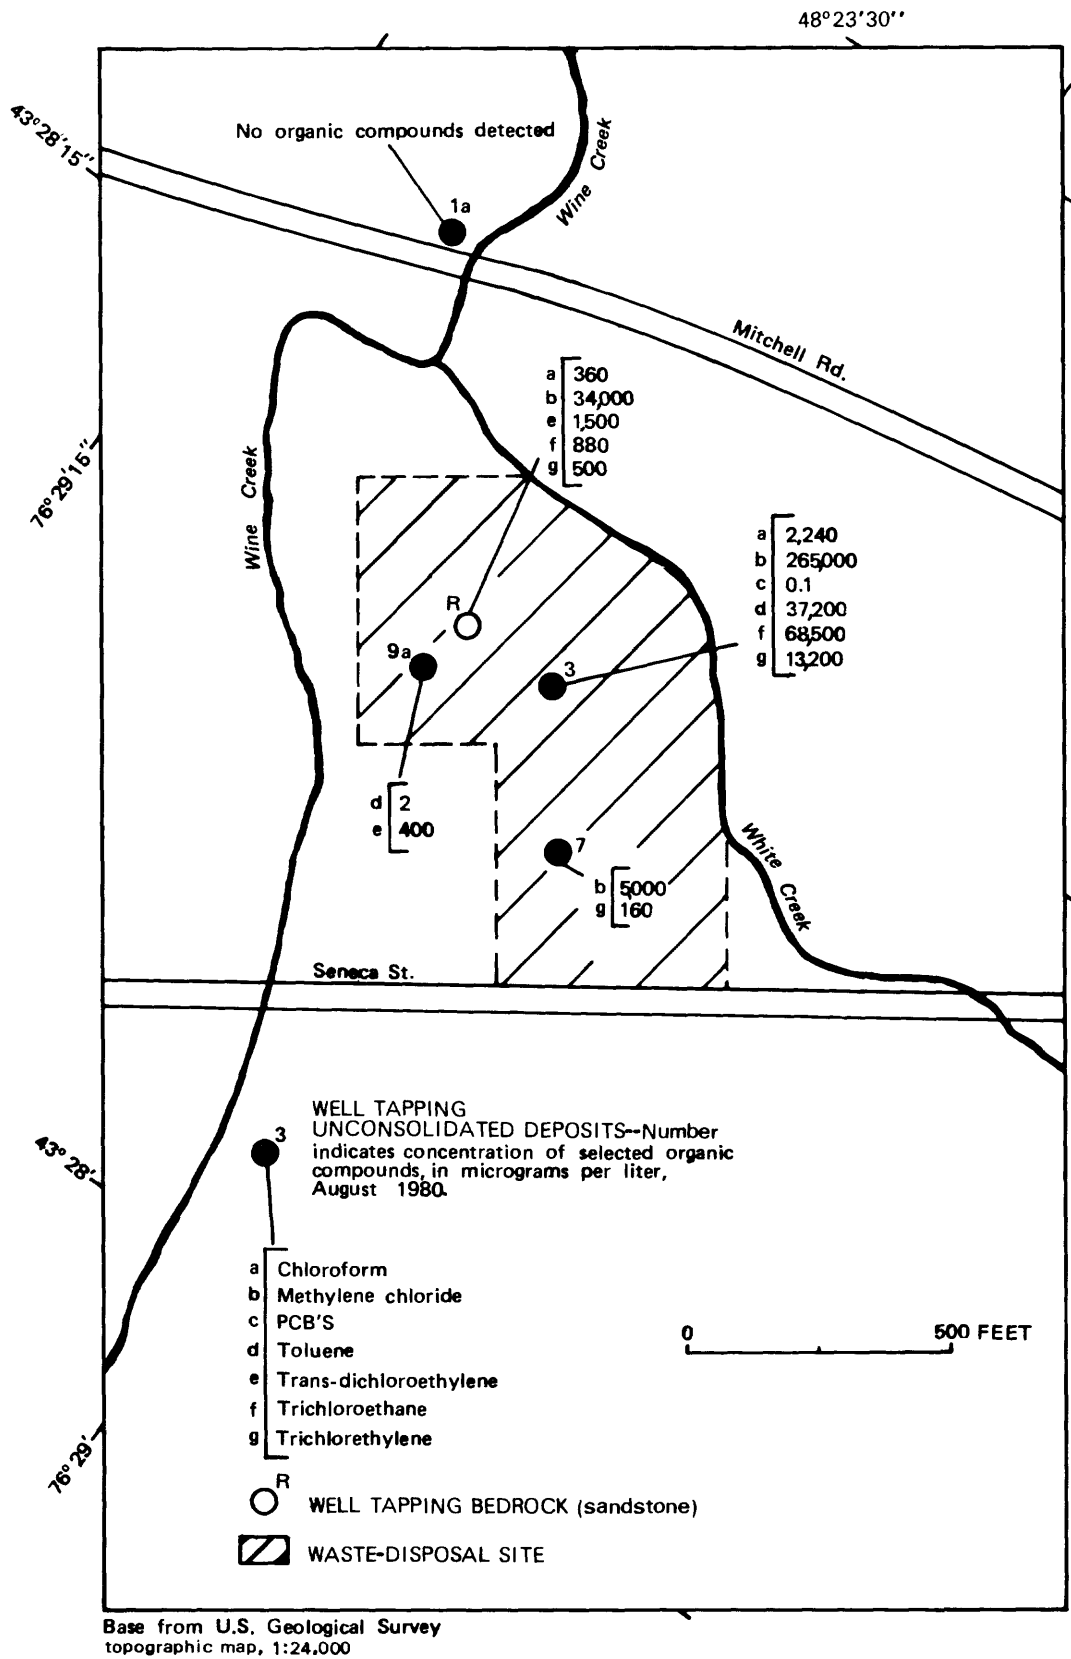 48°23'30''
43°28'15''
No organic compounds detected
1a
Wine Creek
Mitchell Rd.
a 360
b 34,000
e 1,500
f 880
g 500
76°29'15''
Wine Creek
a 2,240
b 265,000
c 0.1
d 37,200
f 68,500
g 13,200
R
9a
3
d 2
e 400
7
b 5,000
g 160
White Creek
Seneca St.
43°28'
3
WELL TAPPING
UNCONSOLIDATED DEPOSITS--Number
indicates concentration of selected organic
compounds, in micrograms per liter,
August 1980.
a Chloroform
b Methylene chloride
c PCB'S
d Toluene
e Trans-dichloroethylene
f Trichloroethane
g Trichlorethylene
0 500 FEET
76°29'
R
WELL TAPPING BEDROCK (sandstone)
WASTE-DISPOSAL SITE
Base from U.S. Geological Survey
topographic map, 1:24,000